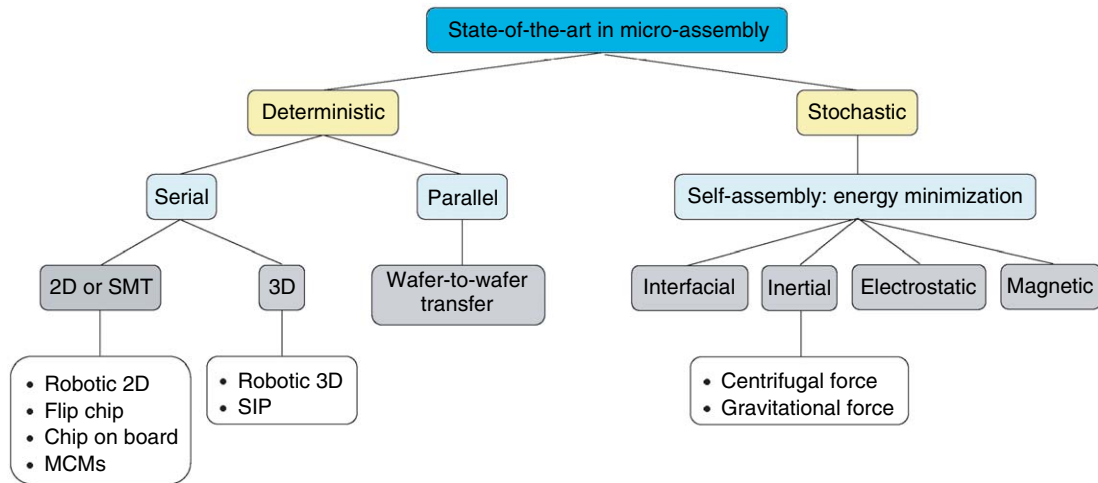 State-of-the-art in micro-assembly
Deterministic
Stochastic
Serial
Parallel
Self-assembly: energy minimization
2D or SMT
3D
Wafer-to-wafer
transfer
Interfacial
Inertial
Electrostatic
Magnetic
• Robotic 2D
• Flip chip
• Chip on board
• MCMs
• Robotic 3D
• SIP
• Centrifugal force
• Gravitational force